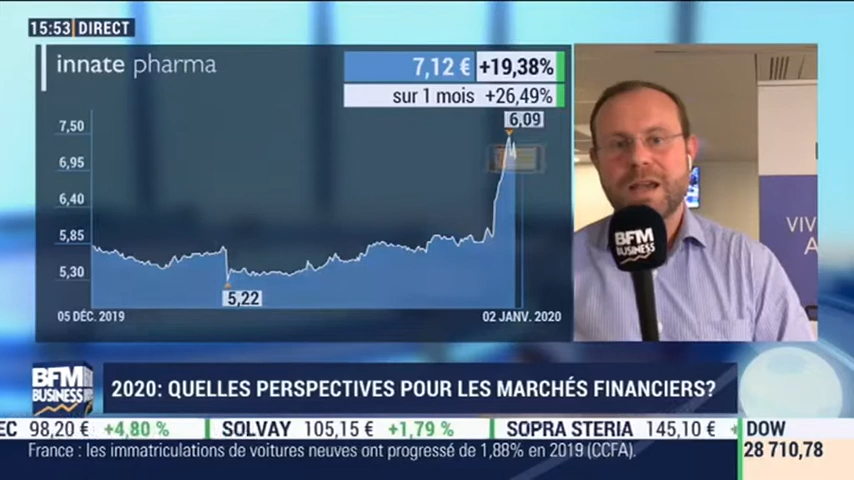 15:53 DIRECT
innate pharma
7,12 € +19,38%
sur 1 mois +26,49%
6,09
7,50
6,95
6,40
5,85
5,30
5,22
05 DÉC. 2019
02 JANV. 2020
BFM
BUSINESS
VIV
A
BFM
BUSINESS
2020: QUELLES PERSPECTIVES POUR LES MARCHÉS FINANCIERS?
EC 98,20 € +4,80 % SOLVAY 105,15 € +1,79 % SOPRA STERIA 145,10 € +
DOW
28 710,78
France : les immatriculations de voitures neuves ont progressé de 1,88% en 2019 (CCFA).